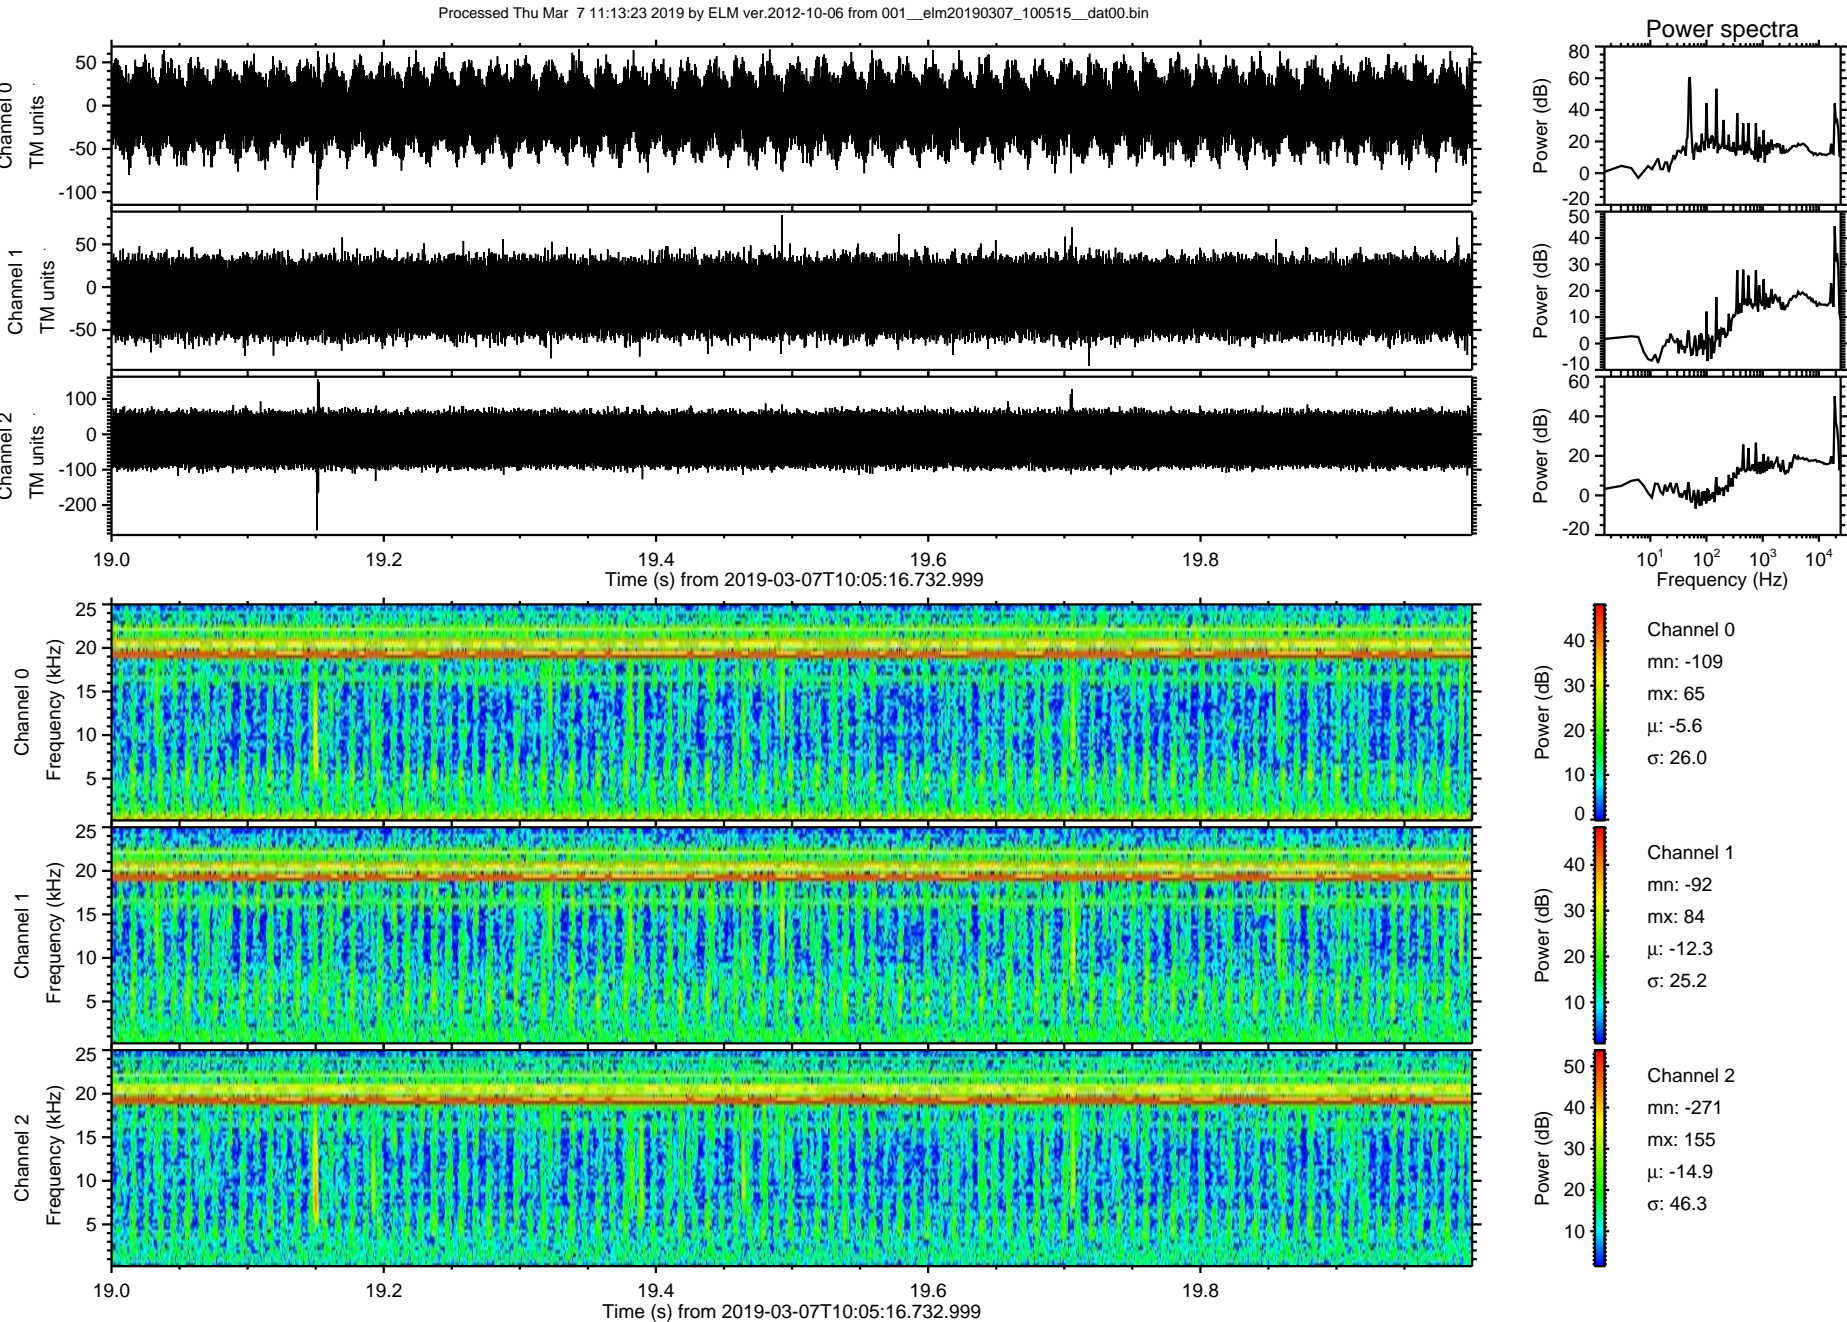 Processed Thu Mar 7 11:13:23 2019 by ELM ver.2012-10-06 from 001__elm20190307_100515__dat00.bin
Power spectra
Channel 0
TM units
50
0
-50
-100
Power (dB)
80
60
40
20
0
-20
Channel 1
TM units
50
0
-50
Power (dB)
50
40
30
20
10
0
-10
Channel 2
TM units
100
0
-100
-200
Power (dB)
60
40
20
0
-20
19.0 19.2 19.4 19.6 19.8
Time (s) from 2019-03-07T10:05:16.732.999
10¹ 10² 10³ 10⁴
Frequency (Hz)
Channel 0
Frequency (kHz)
25
20
15
10
5
Power (dB)
40
30
20
10
0
Channel 0
mn: -109
mx: 65
µ: -5.6
σ: 26.0
Channel 1
Frequency (kHz)
25
20
15
10
5
Power (dB)
40
30
20
10
Channel 1
mn: -92
mx: 84
µ: -12.3
σ: 25.2
Channel 2
Frequency (kHz)
25
20
15
10
5
Power (dB)
50
40
30
20
10
Channel 2
mn: -271
mx: 155
µ: -14.9
σ: 46.3
19.0 19.2 19.4 19.6 19.8
Time (s) from 2019-03-07T10:05:16.732.999